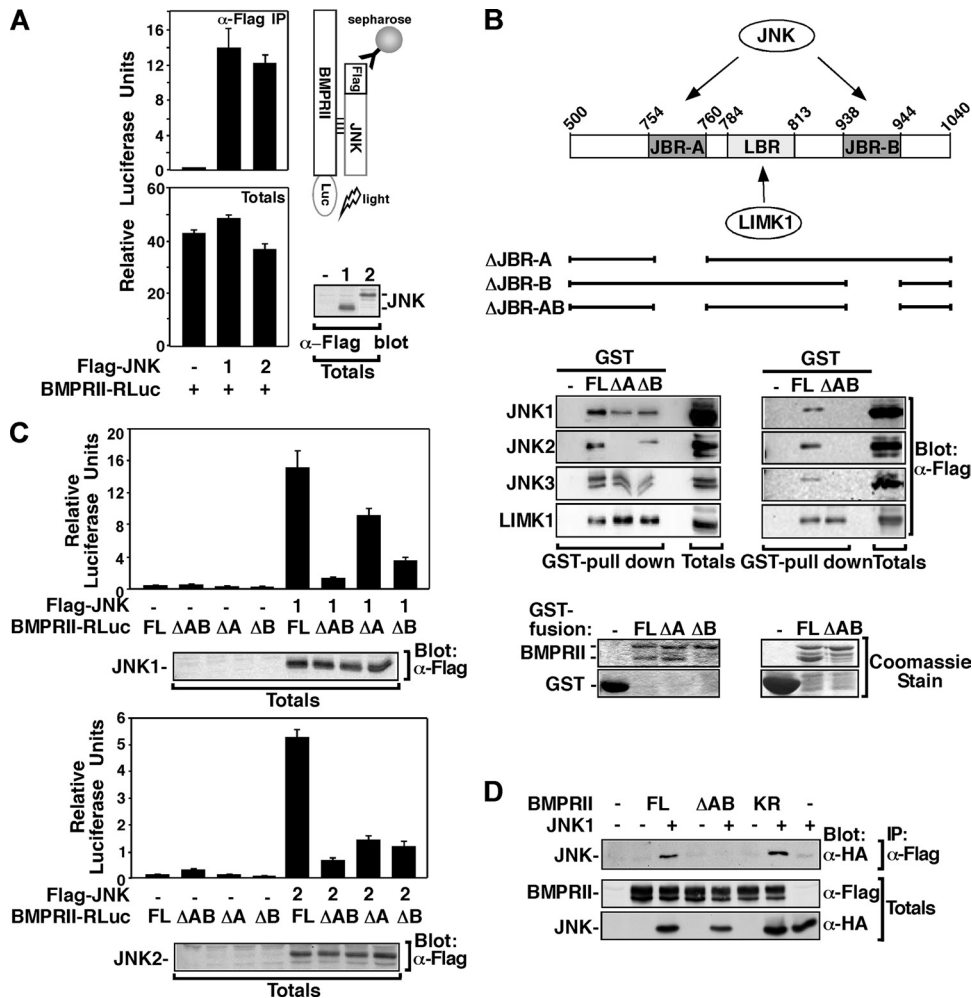 A
α-Flag IP
16
12
8
4
0
Totals
60
40
20
0
Relative Luciferase Units
Flag-JNK - 1 2
BMPRII-RLuc + + +
sepharose
BMPRII
Flag
JNK
Luc
light
- 1 2
JNK
α–Flag blot
Totals
B
JNK
500 754 760 784 813 938 944 1040
JBR-A LBR JBR-B
LIMK1
ΔJBR-A
ΔJBR-B
ΔJBR-AB
GST GST
- FL ΔA ΔB - FL ΔAB
JNK1
JNK2
JNK3
LIMK1
Blot:
α-Flag
GST-pull down Totals GST-pull down Totals
GST-
fusion: - FL ΔA ΔB - FL ΔAB
BMPRII
GST -
Coomassie
Stain
C
Relative
Luciferase Units
20
16
12
8
4
0
Flag-JNK - - - - 1 1 1 1
BMPRII-RLuc FL ΔAB ΔA ΔB FL ΔAB ΔA ΔB
JNK1-
Blot:
α-Flag
Totals
Relative
Luciferase Units
6
5
4
3
2
1
0
Flag-JNK - - - - 2 2 2 2
BMPRII-RLuc FL ΔAB ΔA ΔB FL ΔAB ΔA ΔB
JNK2-
Blot:
α-Flag
Totals
D
BMPRII - FL ΔAB KR -
JNK1 - - + - + - + +
Blot: IP:
JNK- α-HA α-Flag
BMPRII- α-Flag
JNK- α-HA
Totals